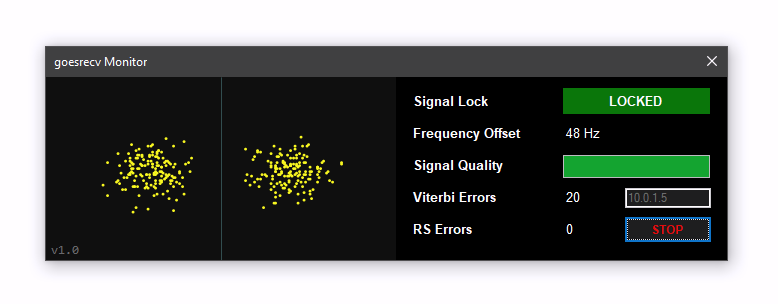 goesrecv Monitor
Signal Lock LOCKED
Frequency Offset 48 Hz
Signal Quality
Viterbi Errors 20 10.0.1.5
RS Errors 0 STOP
v1.0